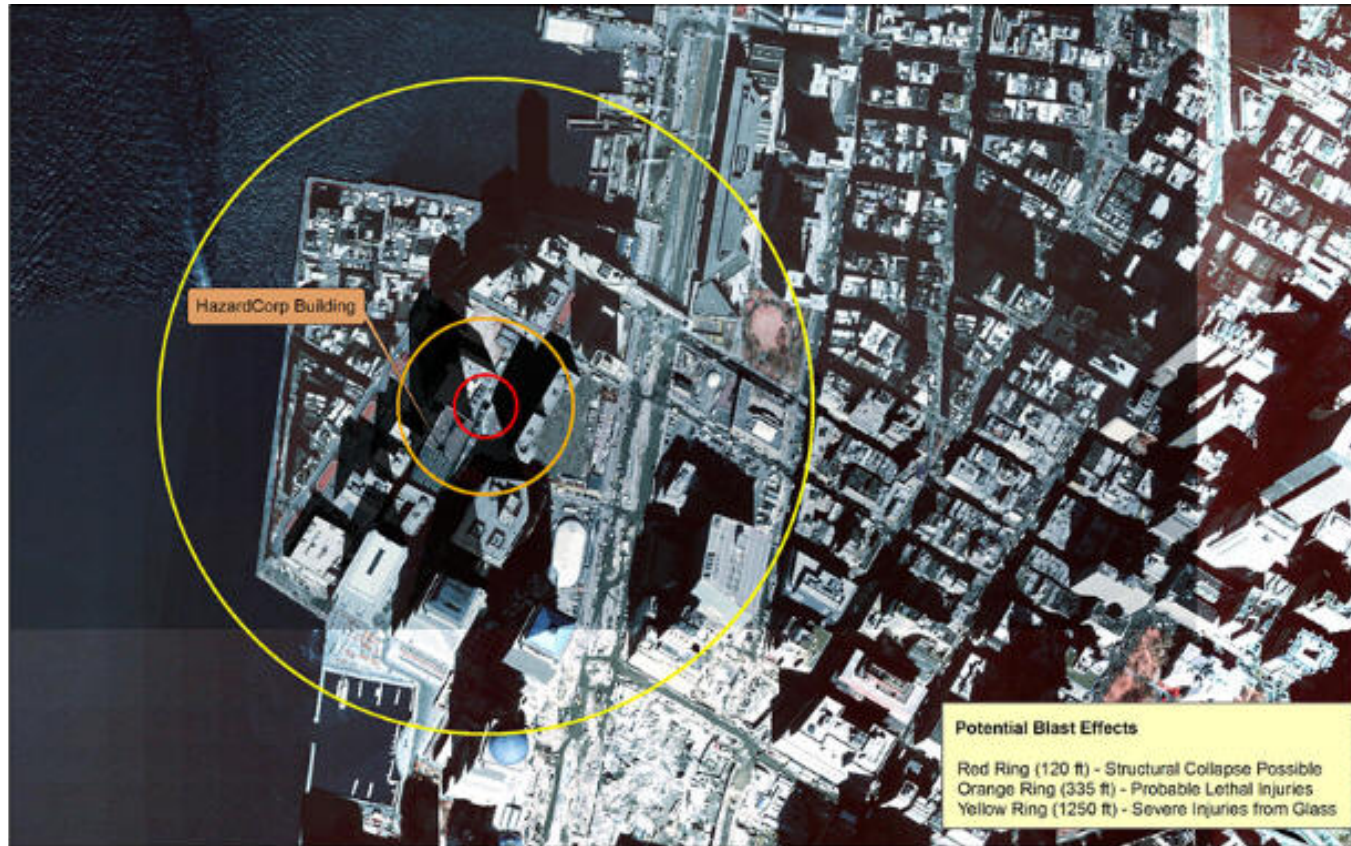 HazardCorp Building
Potential Blast Effects
Red Ring (120 ft) - Structural Collapse Possible
Orange Ring (335 ft) - Probable Lethal Injuries
Yellow Ring (1250 ft) - Severe Injuries from Glass